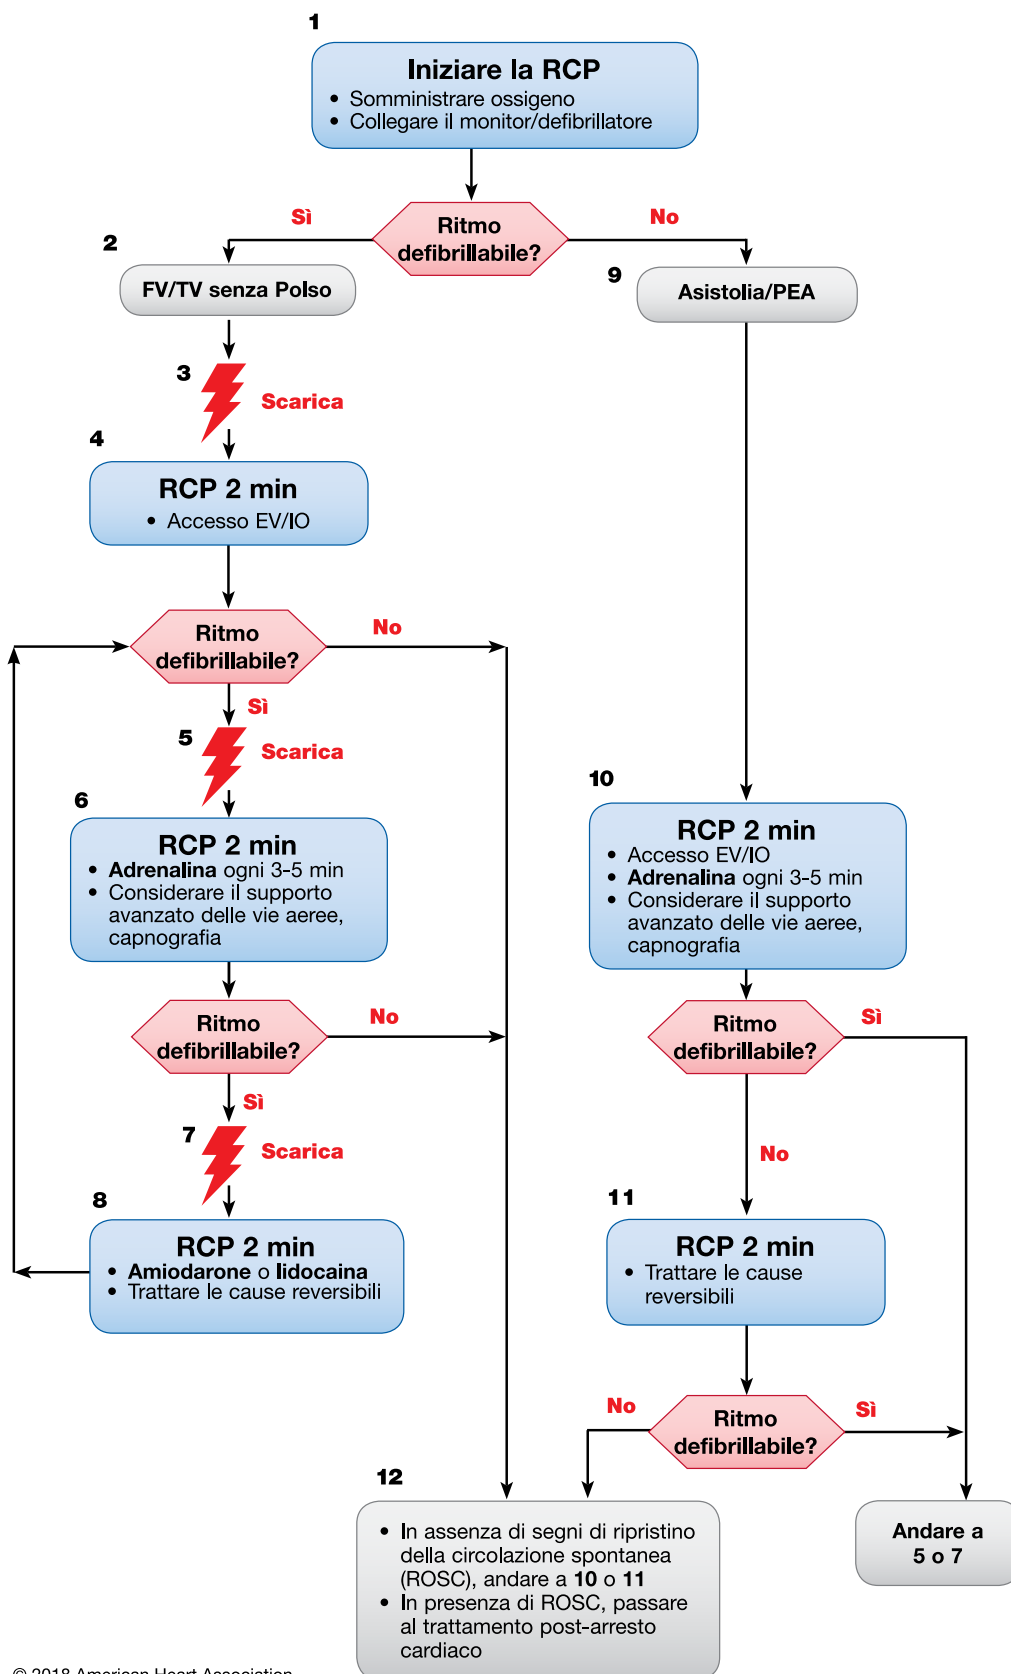 1
Iniziare la RCP
• Somministrare ossigeno
• Collegare il monitor/defibrillatore
Ritmo
defibrillabile?
Sì
No
2
FV/TV senza Polso
3
Scarica
4
RCP 2 min
• Accesso EV/IO
Ritmo
defibrillabile?
No
Sì
5
Scarica
6
RCP 2 min
• Adrenalina ogni 3-5 min
• Considerare il supporto
avanzato delle vie aeree,
capnografia
Ritmo
defibrillabile?
No
Sì
7
Scarica
8
RCP 2 min
• Amiodarone o lidocaina
• Trattare le cause reversibili
9
Asistolia/PEA
10
RCP 2 min
• Accesso EV/IO
• Adrenalina ogni 3-5 min
• Considerare il supporto
avanzato delle vie aeree,
capnografia
Ritmo
defibrillabile?
Sì
No
11
RCP 2 min
• Trattare le cause
reversibili
Ritmo
defibrillabile?
No
Sì
12
• In assenza di segni di ripristino
della circolazione spontanea
(ROSC), andare a 10 o 11
• In presenza di ROSC, passare
al trattamento post-arresto
cardiaco
Andare a
5 o 7
© 2018 American Heart Association